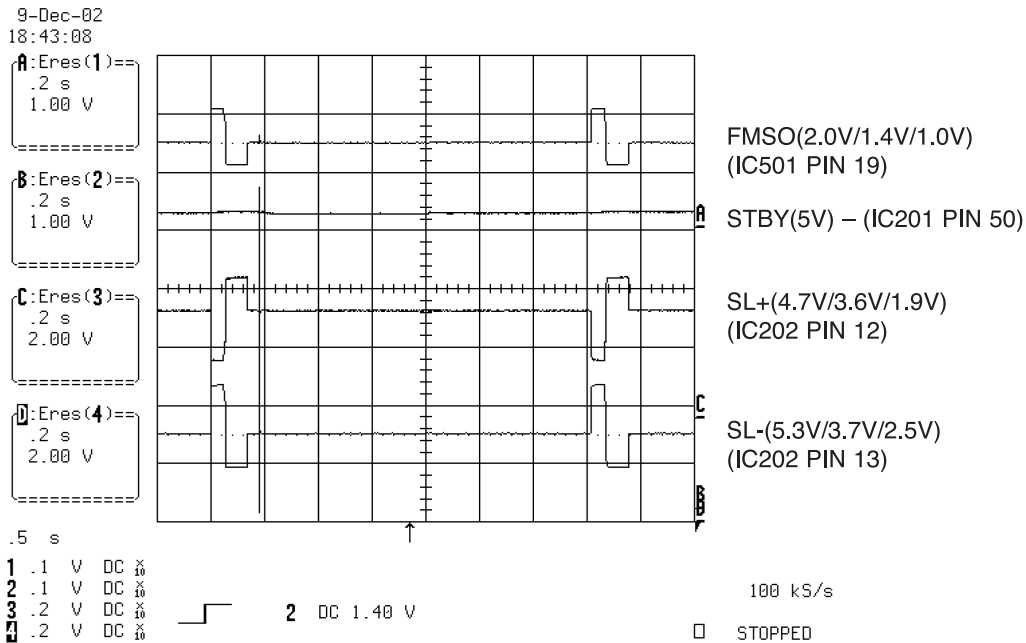 9-Dec-02
18:43:08
A:Eres(1)==
.2 s
1.00 V
B:Eres(2)==
.2 s
1.00 V
C:Eres(3)==
.2 s
2.00 V
D:Eres(4)==
.2 s
2.00 V
FMSO(2.0V/1.4V/1.0V)
(IC501 PIN 19)
A
STBY(5V) – (IC201 PIN 50)
SL+(4.7V/3.6V/1.9V)
(IC202 PIN 12)
C
SL-(5.3V/3.7V/2.5V)
(IC202 PIN 13)
B
D
.5 s
1 .1 V DC X10
2 .1 V DC X10
3 .2 V DC X10
4 .2 V DC X10
2 DC 1.40 V
100 kS/s
STOPPED